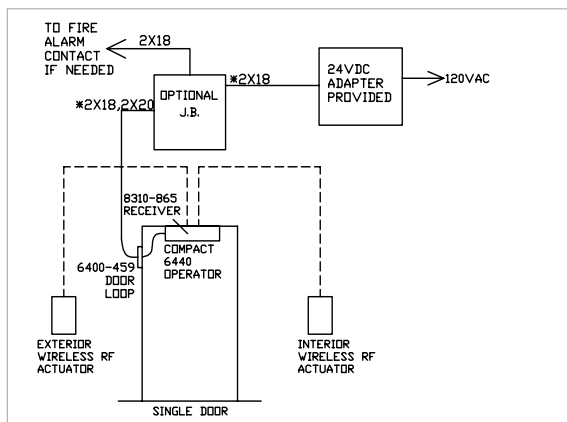 TO FIRE
ALARM
CONTACT
IF NEEDED
2X18
OPTIONAL
J.B.
*2X18
24VDC
ADAPTER
PROVIDED
120VAC
*2X18,2X20
8310-865
RECEIVER
COMPACT
6440
OPERATOR
6400-459
DOOR
LOOP
EXTERIOR
WIRELESS RF
ACTUATOR
INTERIOR
WIRELESS RF
ACTUATOR
SINGLE DOOR